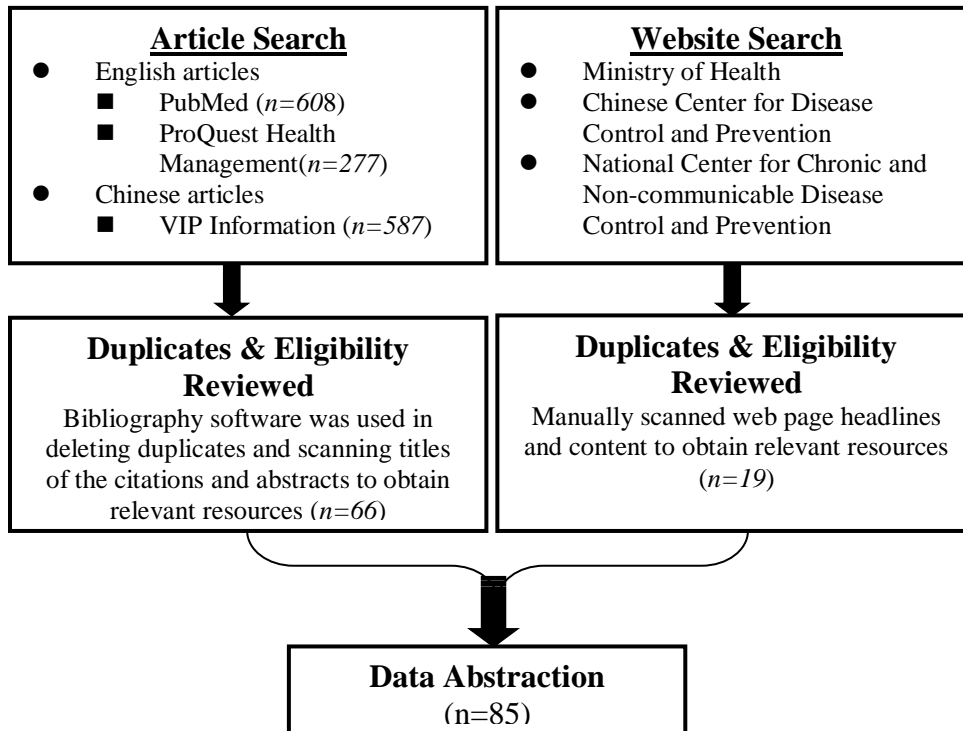 Article Search
● English articles
■ PubMed (n=608)
■ ProQuest Health
Management(n=277)
● Chinese articles
■ VIP Information (n=587)
Website Search
● Ministry of Health
● Chinese Center for Disease
Control and Prevention
● National Center for Chronic and
Non-communicable Disease
Control and Prevention
Duplicates & Eligibility
Reviewed
Bibliography software was used in
deleting duplicates and scanning titles
of the citations and abstracts to obtain
relevant resources (n=66)
Duplicates & Eligibility
Reviewed
Manually scanned web page headlines
and content to obtain relevant resources
(n=19)
Data Abstraction
(n=85)